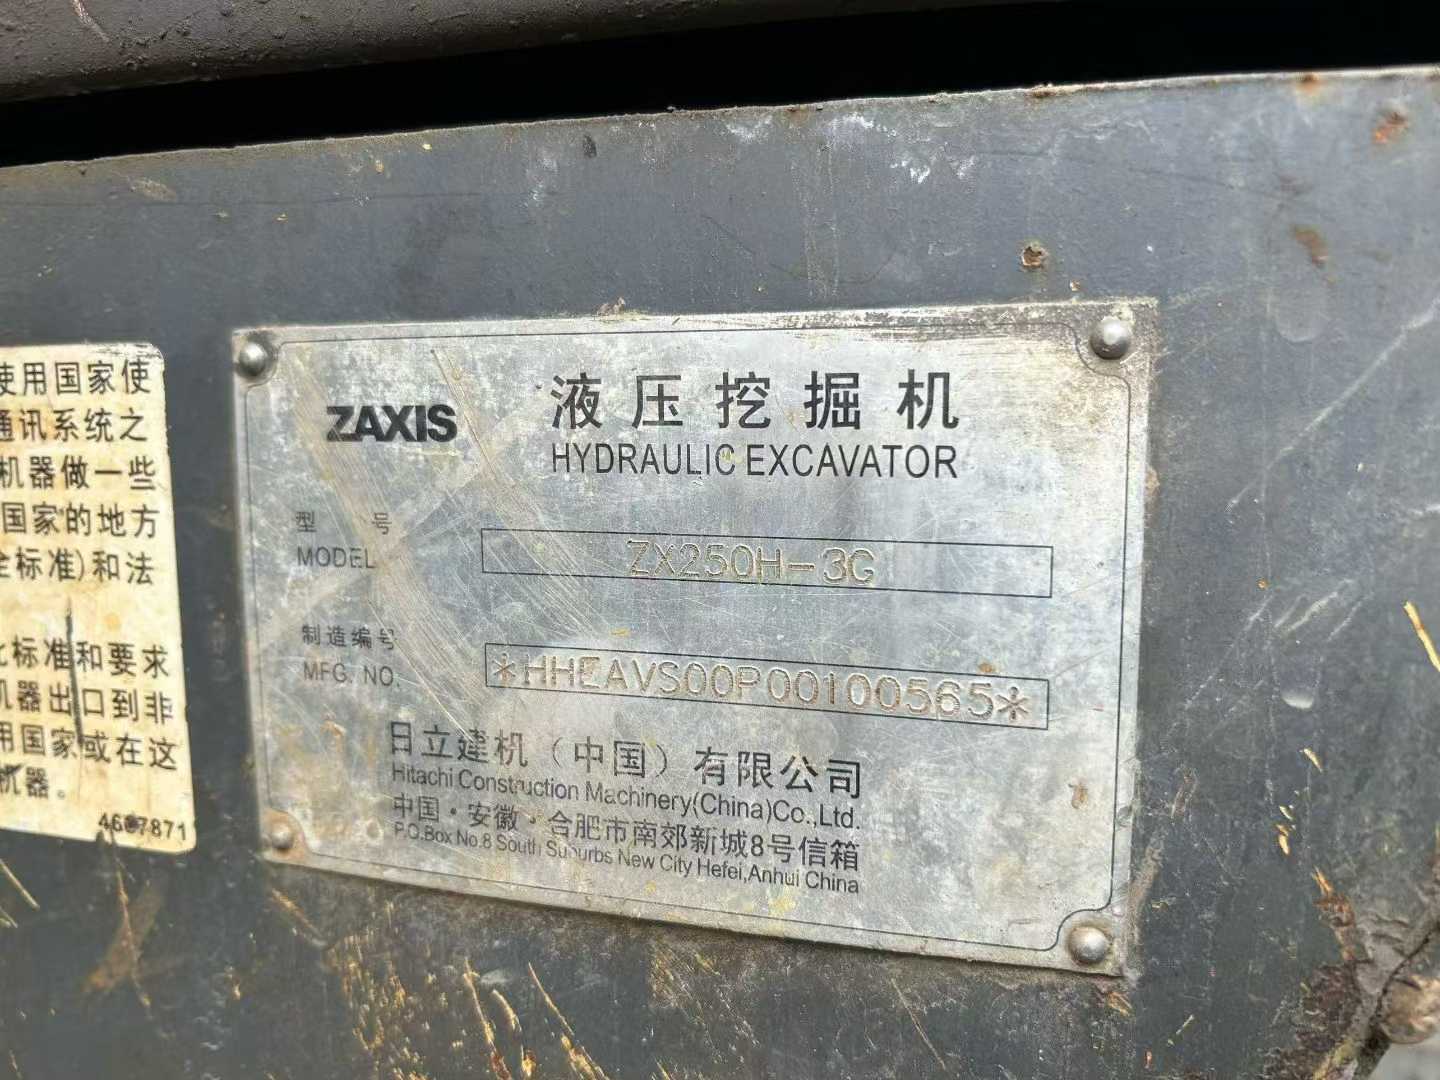 使用国家使
通讯系统之
机器做一些
国家的地方
全标准)和法
标准和要求
机器出口到非
用国家或在这
机器。
4687871
ZAXIS
液压挖掘机
HYDRAULIC EXCAVATOR
型 号
MODEL
ZX250H-3G
制造编号
MFG. NO.
*HHEAVS00P00100565*
日立建机（中国）有限公司
Hitachi Construction Machinery(China)Co.,Ltd.
中国·安徽·合肥市南郊新城8号信箱
P.O.Box No.8 South Suburbs New City Hefei,Anhui China